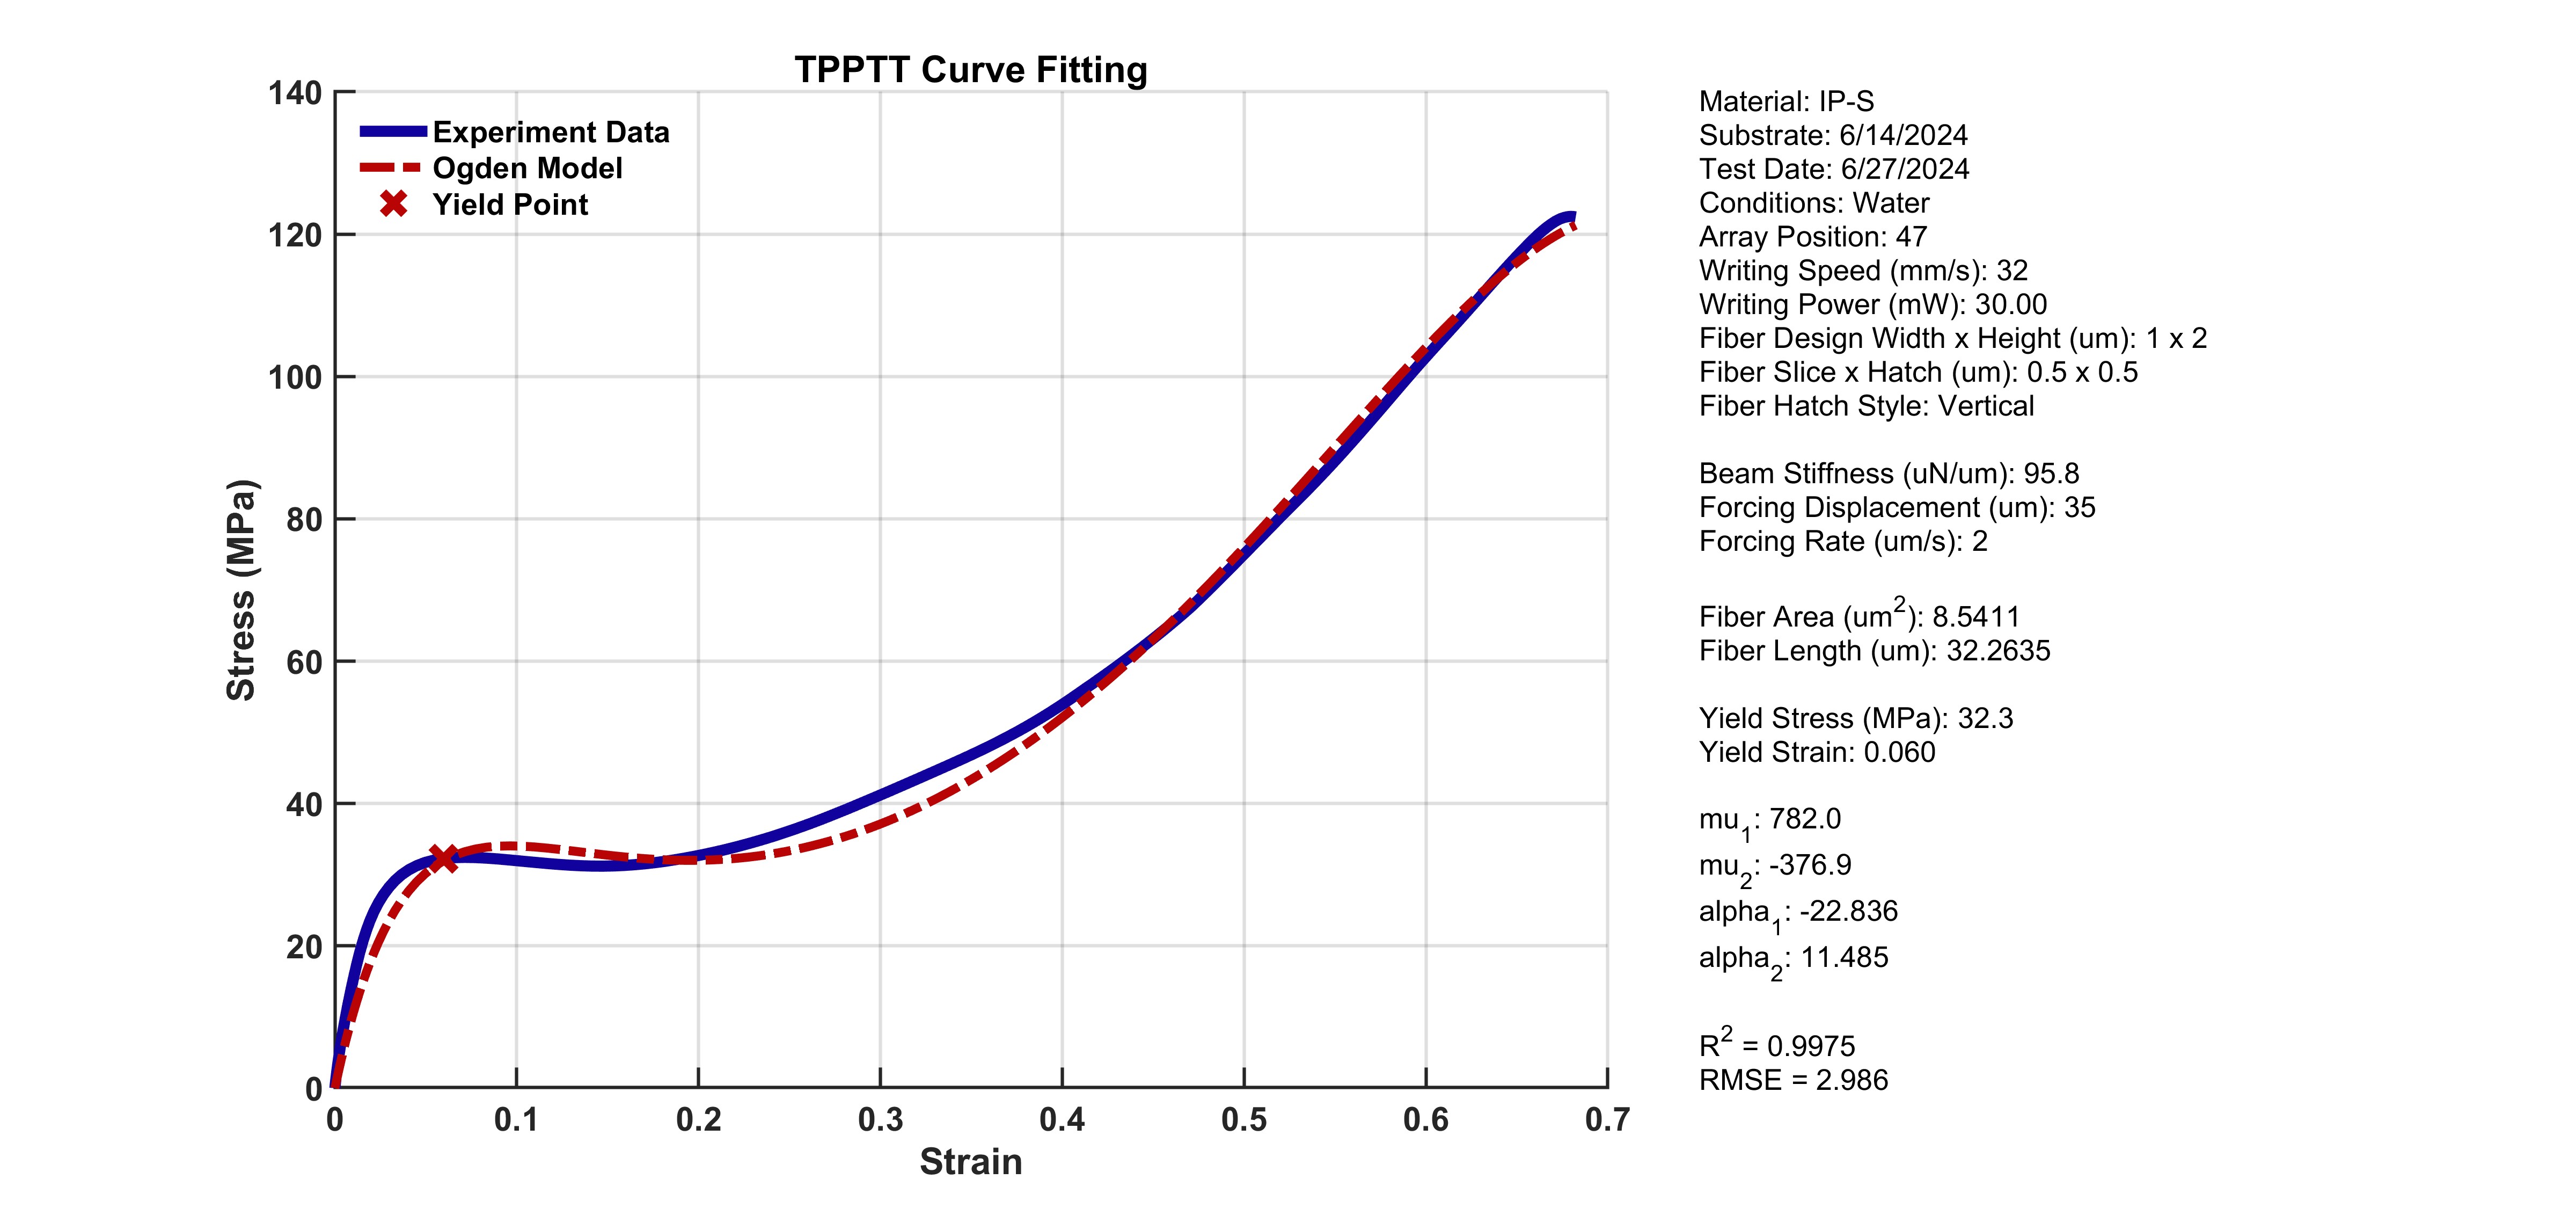 TPPTT Curve Fitting
140
120
100
80
60
40
20
0
Stress (MPa)
Experiment Data
Ogden Model
Yield Point
0 0.1 0.2 0.3 0.4 0.5 0.6 0.7
Strain
Material: IP-S
Substrate: 6/14/2024
Test Date: 6/27/2024
Conditions: Water
Array Position: 47
Writing Speed (mm/s): 32
Writing Power (mW): 30.00
Fiber Design Width x Height (um): 1 x 2
Fiber Slice x Hatch (um): 0.5 x 0.5
Fiber Hatch Style: Vertical
Beam Stiffness (uN/um): 95.8
Forcing Displacement (um): 35
Forcing Rate (um/s): 2
Fiber Area (um²): 8.5411
Fiber Length (um): 32.2635
Yield Stress (MPa): 32.3
Yield Strain: 0.060
mu₁: 782.0
mu₂: -376.9
alpha₁: -22.836
alpha₂: 11.485
R² = 0.9975
RMSE = 2.986